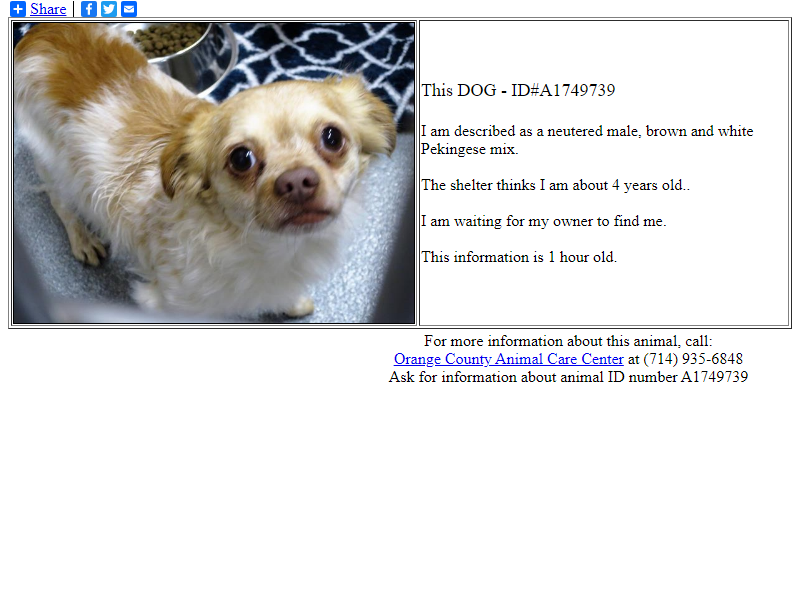 Share |
This DOG - ID#A1749739
I am described as a neutered male, brown and white
Pekingese mix.
The shelter thinks I am about 4 years old..
I am waiting for my owner to find me.
This information is 1 hour old.
For more information about this animal, call:
Orange County Animal Care Center at (714) 935-6848
Ask for information about animal ID number A1749739